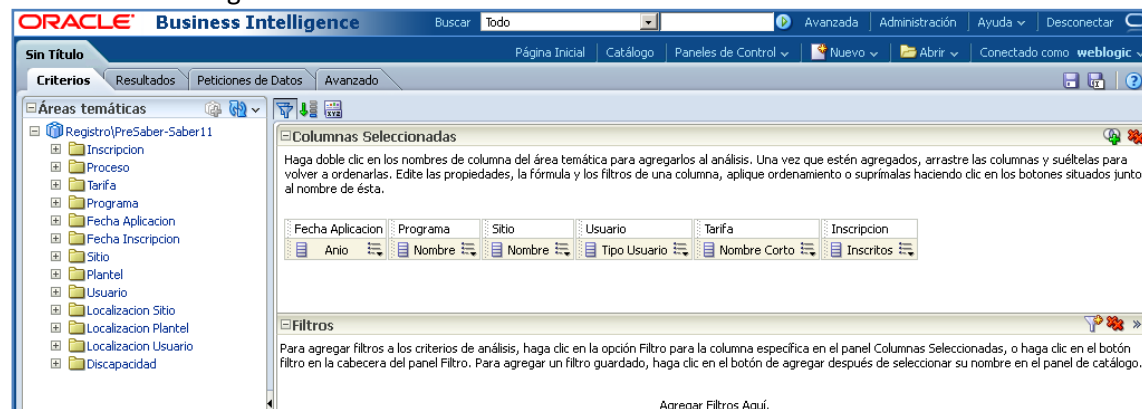 ORACLE Business Intelligence Buscar Todo Avanzada Administración Ayuda Desconectar
Sin Título Página Inicial Catálogo Paneles de Control Nuevo Abrir Conectado como weblogic
Criterios Resultados Peticiones de Datos Avanzado
Áreas temáticas
Registro\PreSaber-Saber11
Inscripcion
Proceso
Tarifa
Programa
Fecha Aplicacion
Fecha Inscripcion
Sitio
Plantel
Usuario
Localizacion Sitio
Localizacion Plantel
Localizacion Usuario
Discapacidad
Columnas Seleccionadas
Haga doble clic en los nombres de columna del área temática para agregarlos al análisis. Una vez que estén agregados, arrastre las columnas y suéltelas para
volver a ordenarlas. Edite las propiedades, la fórmula y los filtros de una columna, aplique ordenamiento o suprímalas haciendo clic en los botones situados junto
al nombre de ésta.
Fecha Aplicacion Programa Sitio Usuario Tarifa Inscripcion
Anio Nombre Nombre Tipo Usuario Nombre Corto Inscritos
Filtros
Para agregar filtros a los criterios de análisis, haga clic en la opción Filtro para la columna específica en el panel Columnas Seleccionadas, o haga clic en el botón
filtro en la cabecera del panel Filtro. Para agregar un filtro guardado, haga clic en el botón de agregar después de seleccionar su nombre en el panel de catálogo.
Agregar Filtros Aquí.